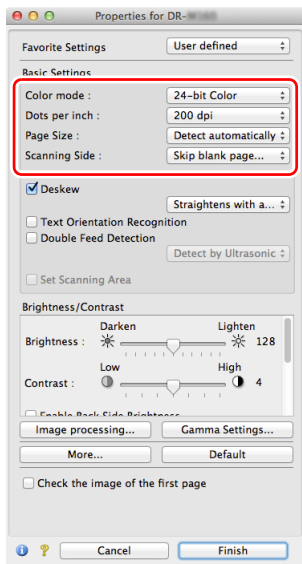 Properties for DR-
Favorite Settings User defined
Basic Settings
Color mode : 24-bit Color
Dots per inch : 200 dpi
Page Size : Detect automatically
Scanning Side : Skip blank page...
Deskew
Straightens with a...
Text Orientation Recognition
Double Feed Detection
Detect by Ultrasonic
Set Scanning Area
Brightness/Contrast
Darken Lighten
Brightness : 128
Low High
Contrast : 4
Enable Back Side Brightness
Image processing... Gamma Settings...
More... Default
Check the image of the first page
Cancel Finish